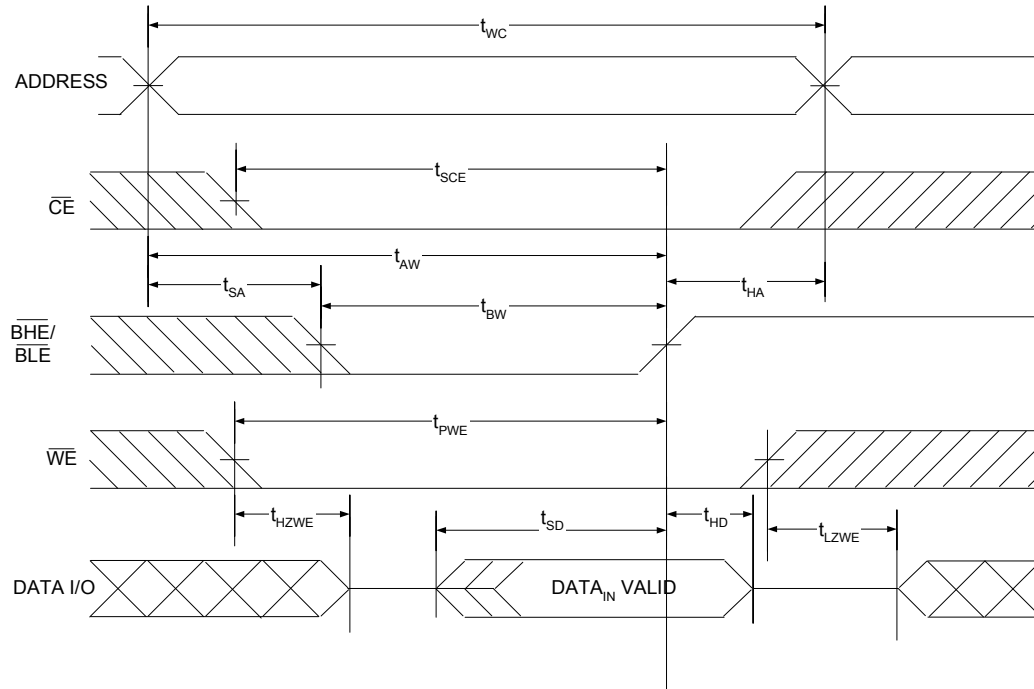 tWC
ADDRESS
tSCE
CE
tAW
tSA
tHA
tBW
BHE/
BLE
tPWE
WE
tHZWE
tSD
tHD
tLZWE
DATA I/O
DATAIN VALID